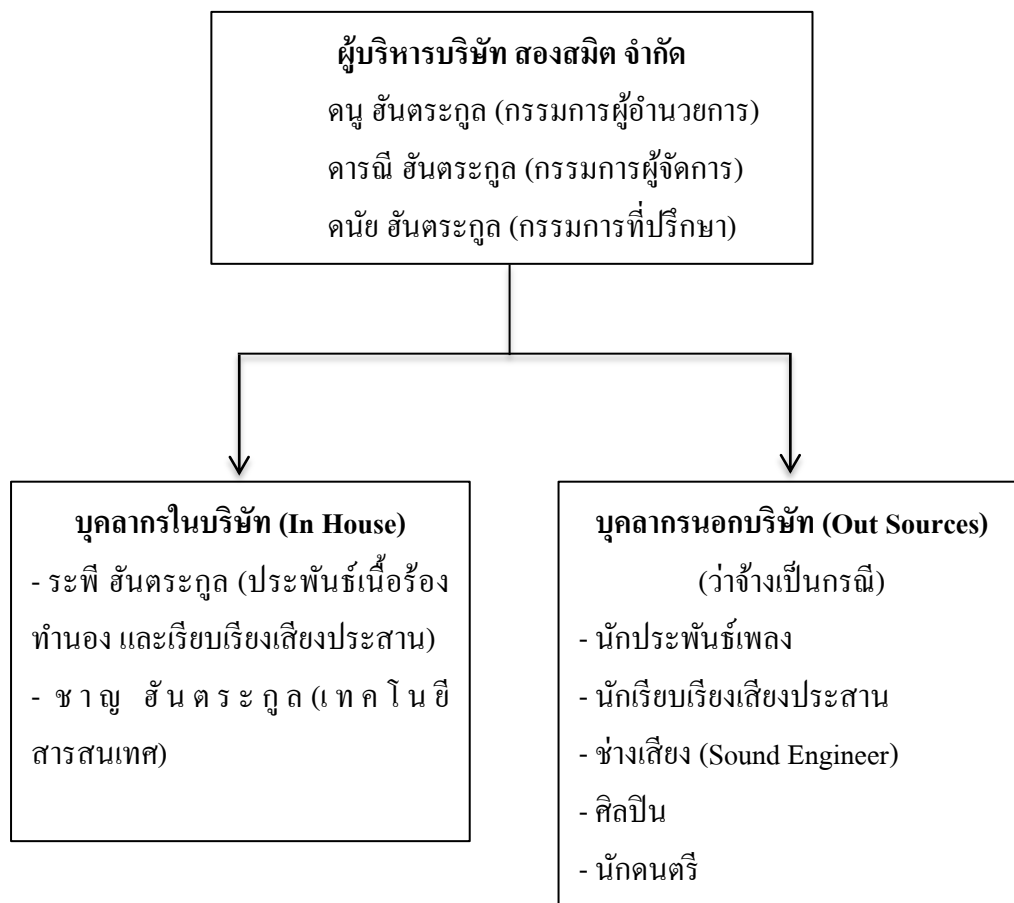 ผู้บริหารบริษัท สองสมิต จำกัด
ดนู ฮันตระกูล (กรรมการผู้อำนวยการ)
ดารณี ฮันตระกูล (กรรมการผู้จัดการ)
ดนัย ฮันตระกูล (กรรมการที่ปรึกษา)
บุคลากรในบริษัท (In House)
- ระพี ฮันตระกูล (ประพันธ์เนื้อร้อง
ทำนอง และเรียบเรียงเสียงประสาน)
- ชาญ ฮันตระกูล(เทคโนยี
สารสนเทศ)
บุคลากรนอกบริษัท (Out Sources)
(ว่าจ้างเป็นกรณี)
- นักประพันธ์เพลง
- นักเรียบเรียงเสียงประสาน
- ช่างเสียง (Sound Engineer)
- ศิลปิน
- นักดนตรี